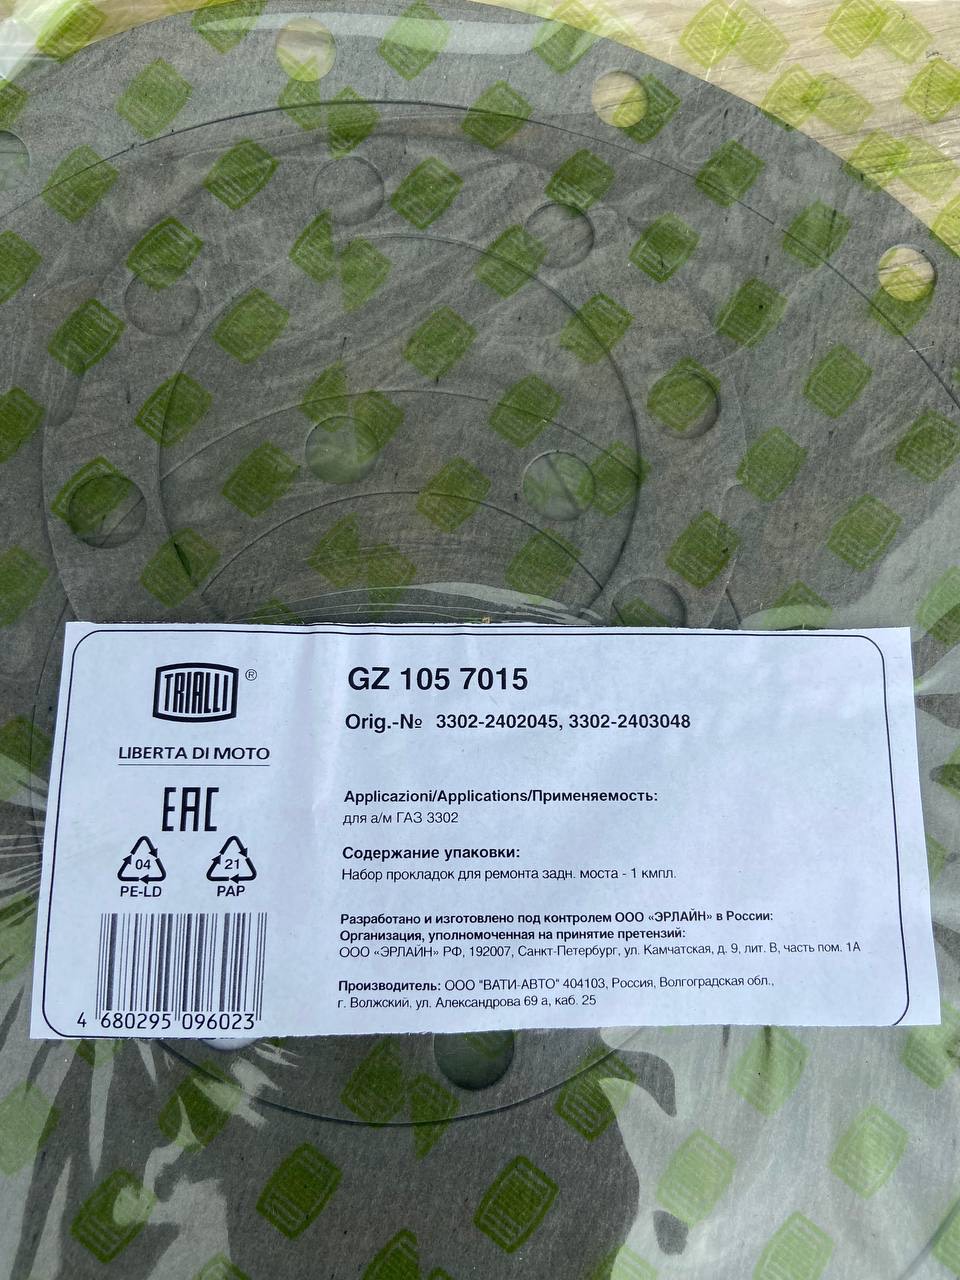 TRIALLI ®
LIBERTA DI MOTO
EAC
04
PE-LD
21
PAP
4 680295 096023
GZ 105 7015
Orig.-№ 3302-2402045, 3302-2403048
Applicazioni/Applications/Применяемость:
для а/м ГАЗ 3302
Содержание упаковки:
Набор прокладок для ремонта задн. моста - 1 кмпл.
Разработано и изготовлено под контролем ООО «ЭРЛАЙН» в России:
Организация, уполномоченная на принятие претензий:
ООО «ЭРЛАЙН» РФ, 192007, Санкт-Петербург, ул. Камчатская, д. 9, лит. В, часть пом. 1А
Производитель: ООО "ВАТИ-АВТО" 404103, Россия, Волгоградская обл.,
г. Волжский, ул. Александрова 69 а, каб. 25